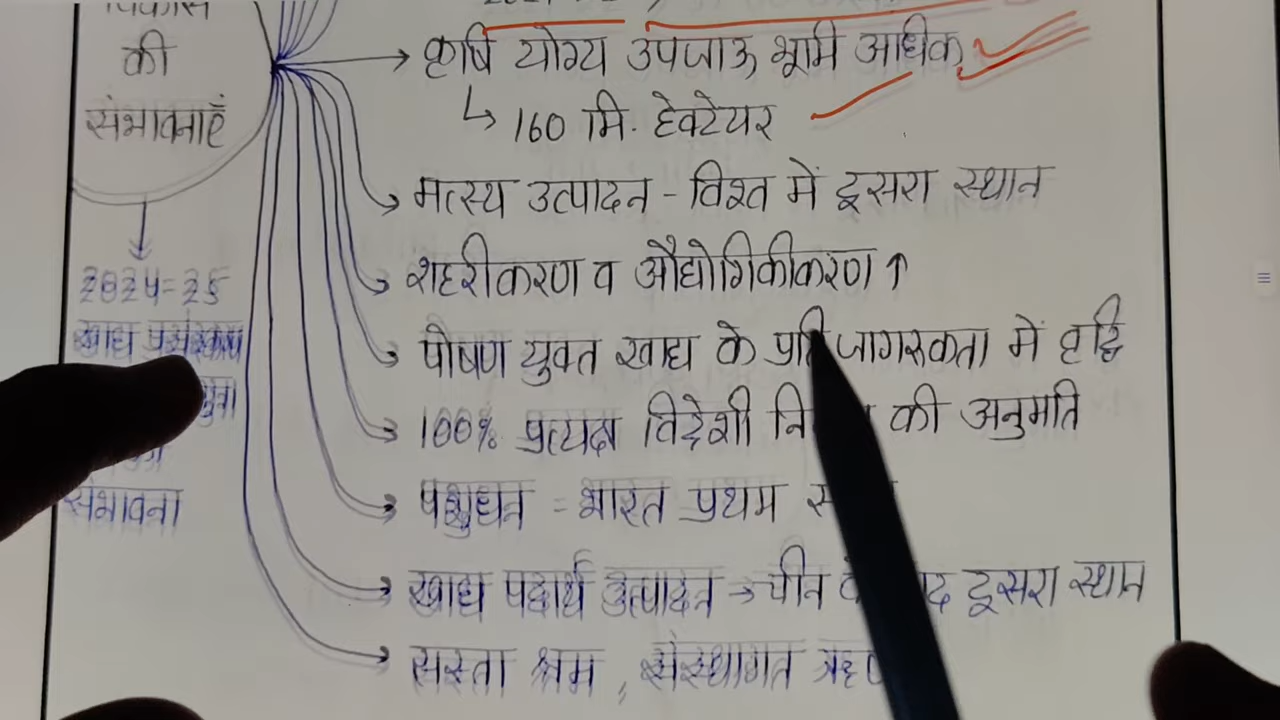 की
संभावनाएँ
2024=25
खाद्य
संभावना
कृषि योग्य उपजाऊ भूमि अधिक
160 मि. हेक्टेयर
मत्स्य उत्पादन - विश्व में दूसरा स्थान
शहरीकरण व औद्योगिकीकरण ↑
पोषण युक्त खाद्य के प्रति जागरूकता में वृद्धि
100% प्रत्यक्ष विदेशी की अनुमति
पशुधन = भारत प्रथम
खाद्य पदार्थ उत्पादन → चीन दूसरा स्थान
सस्ता श्रम, संस्थागत